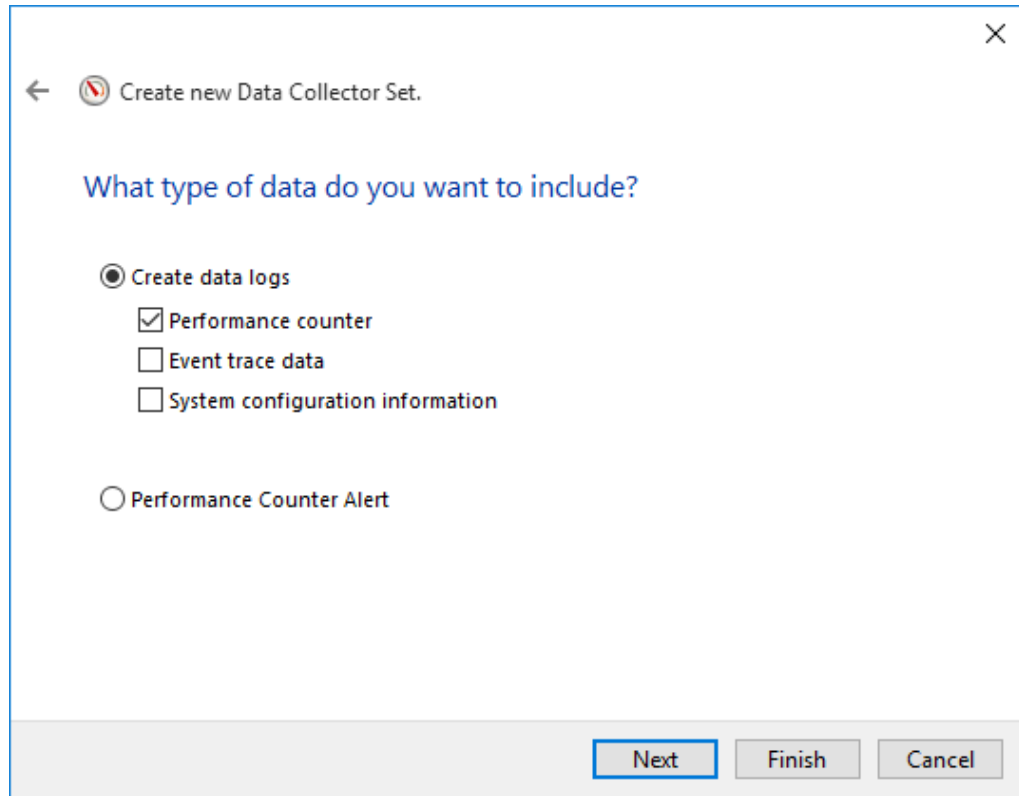 Create new Data Collector Set.
What type of data do you want to include?
Create data logs
Performance counter
Event trace data
System configuration information
Performance Counter Alert
Next Finish Cancel